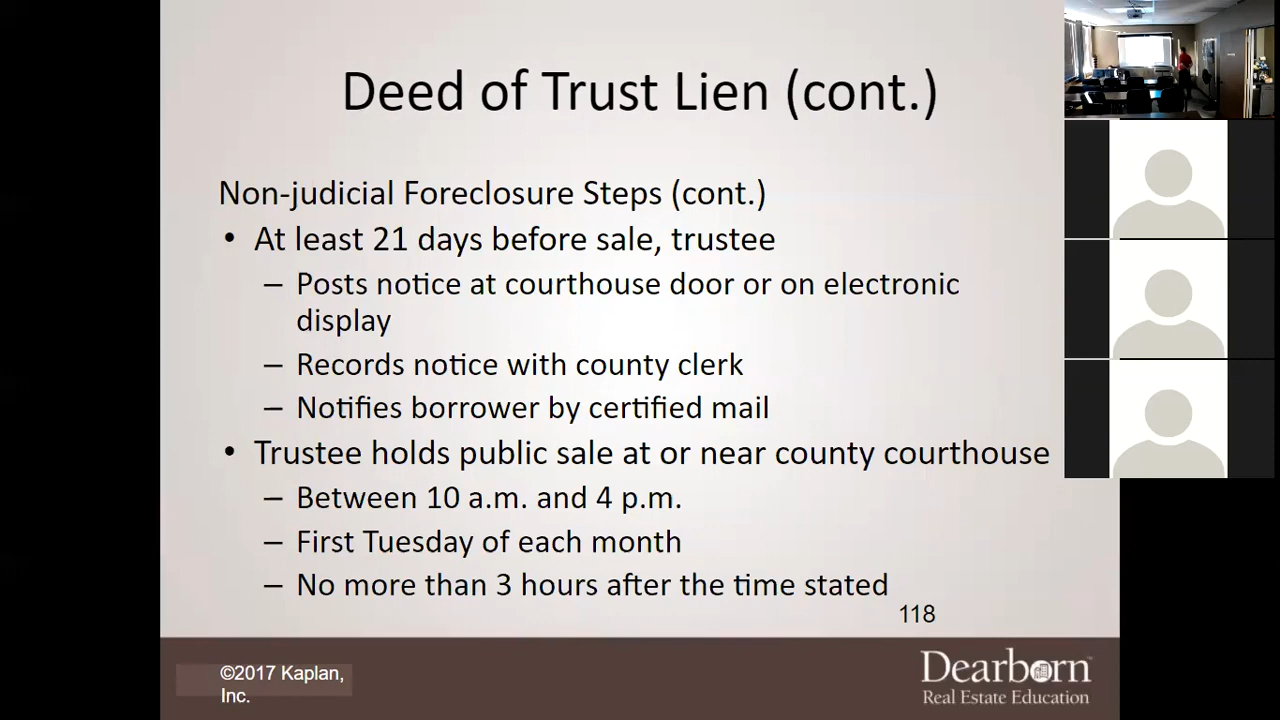 Deed of Trust Lien (cont.)
Non-judicial Foreclosure Steps (cont.)
• At least 21 days before sale, trustee
– Posts notice at courthouse door or on electronic
display
– Records notice with county clerk
– Notifies borrower by certified mail
• Trustee holds public sale at or near county courthouse
– Between 10 a.m. and 4 p.m.
– First Tuesday of each month
– No more than 3 hours after the time stated
118
©2017 Kaplan,
Inc.
Dearborn™
Real Estate Education